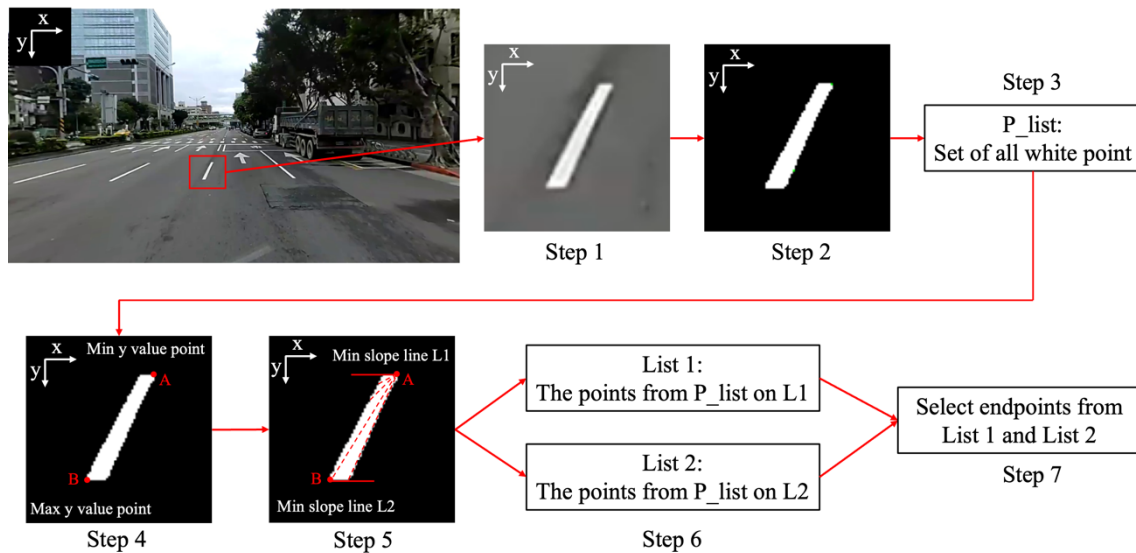 x
y
x
y
Step 1
x
y
Step 2
Step 3
P_list:
Set of all white point
x
y
Min y value point
A
B
Max y value point
Step 4
x
y
Min slope line L1
A
B
Min slope line L2
Step 5
List 1:
The points from P_list on L1
List 2:
The points from P_list on L2
Step 6
Select endpoints from
List 1 and List 2
Step 7